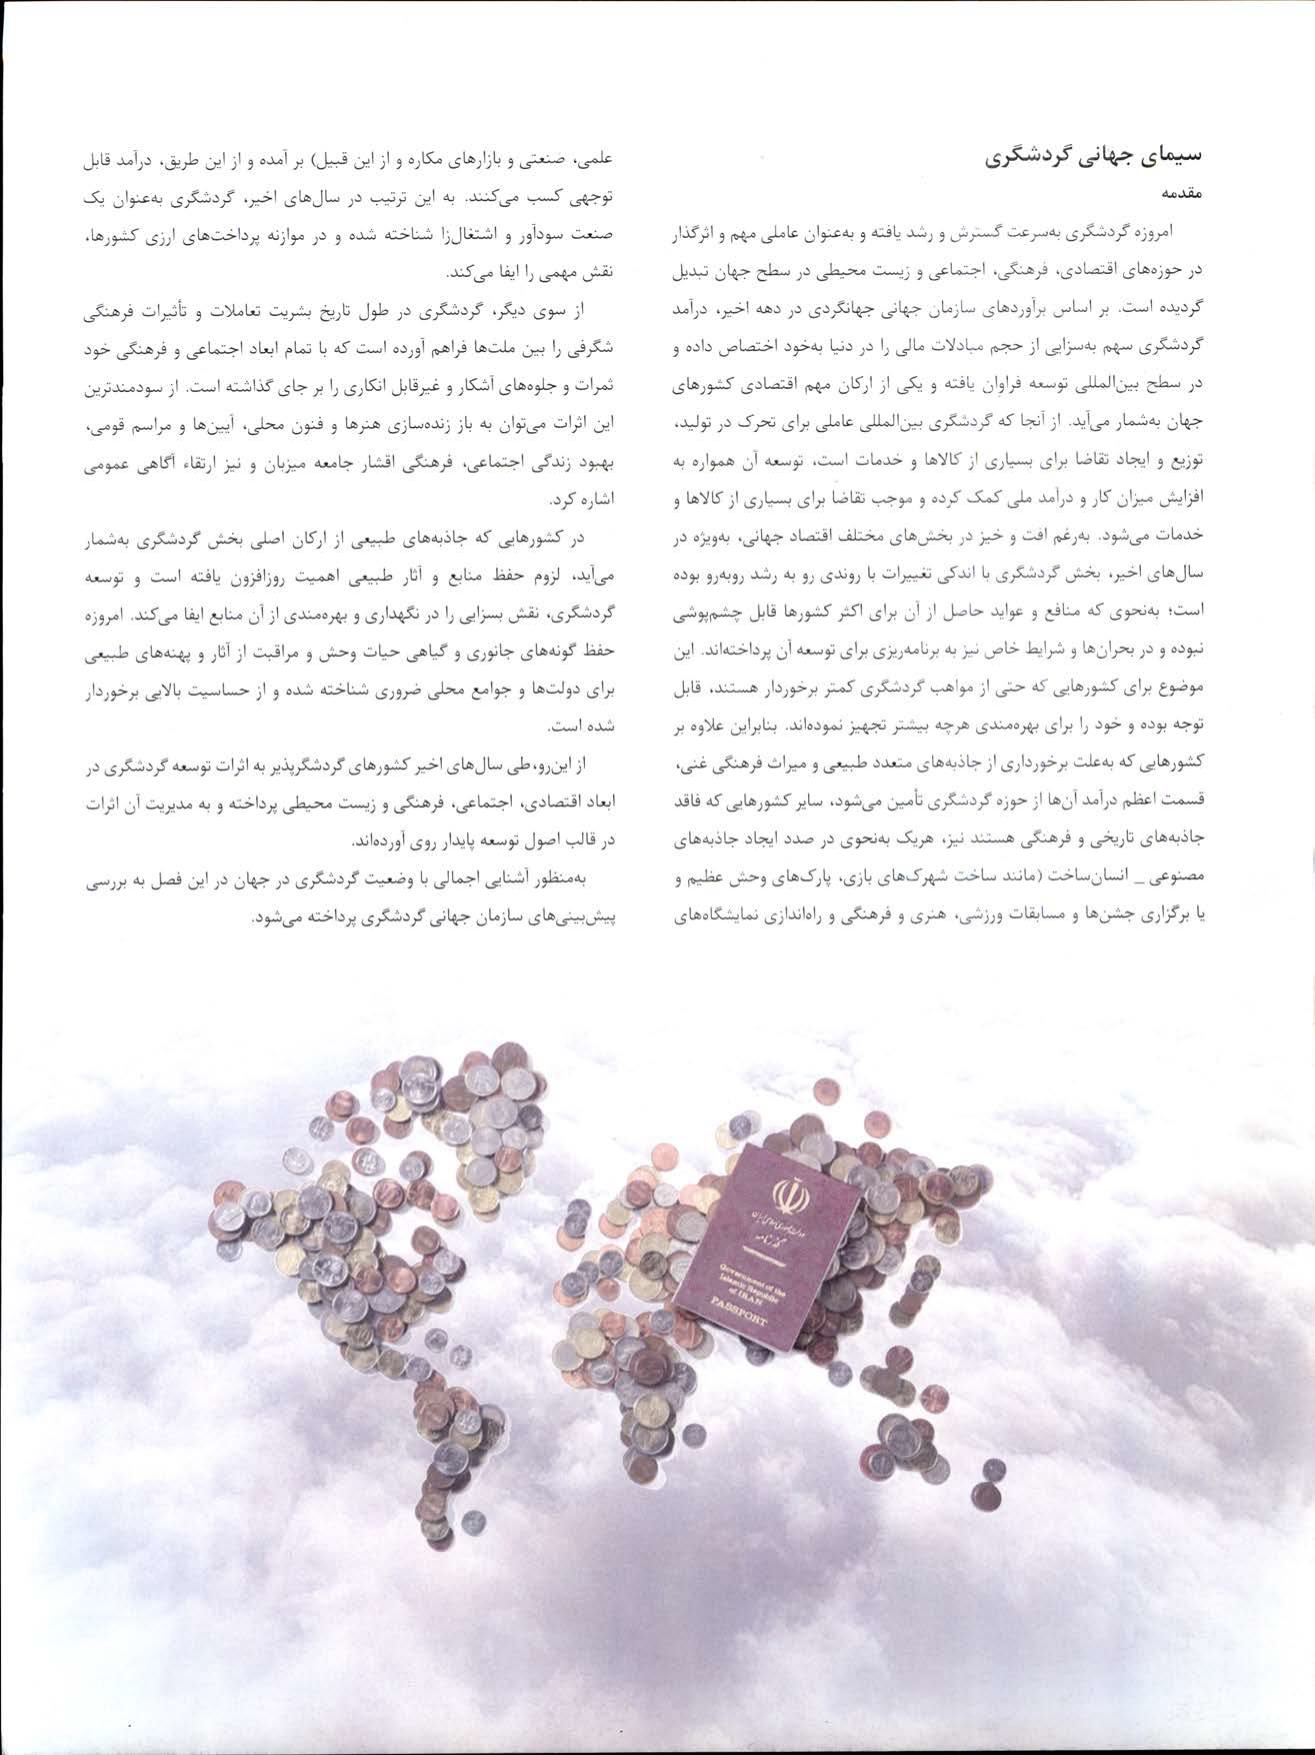 سیمای جهانی گردشگری
مقدمه
امروزه گردشگری به‌سرعت گسترش و رشد یافته و به‌عنوان عاملی مهم و اثرگذار
در حوزه‌های اقتصادی، فرهنگی، اجتماعی و زیست محیطی در سطح جهان تبدیل
گردیده است. بر اساس برآوردهای سازمان جهانی جهانگردی در دهه اخیر، درآمد
گردشگری سهم به‌سزایی از حجم مبادلات مالی را در دنیا به‌خود اختصاص داده و
در سطح بین‌المللی توسعه فراوان یافته و یکی از ارکان مهم اقتصادی کشورهای
جهان به‌شمار می‌آید. از آنجا که گردشگری بین‌المللی عاملی برای تحرک در تولید،
توزیع و ایجاد تقاضا برای بسیاری از کالاها و خدمات است، توسعه آن همواره به
افزایش میزان کار و درآمد ملی کمک کرده و موجب تقاضا برای بسیاری از کالاها و
خدمات می‌شود. به‌رغم افت و خیز در بخش‌های مختلف اقتصاد جهانی، به‌ویژه در
سال‌های اخیر، بخش گردشگری با اندکی تغییرات با روندی رو به رشد روبه‌رو بوده
است؛ به‌نحوی که منافع و عواید حاصل از آن برای اکثر کشورها قابل چشم‌پوشی
نبوده و در بحران‌ها و شرایط خاص نیز به برنامه‌ریزی برای توسعه آن پرداخته‌اند. این
موضوع برای کشورهایی که حتی از مواهب گردشگری کمتر برخوردار هستند، قابل
توجه بوده و خود را برای بهره‌مندی هرچه بیشتر تجهیز نموده‌اند. بنابراین علاوه بر
کشورهایی که به‌علت برخورداری از جاذبه‌های متعدد طبیعی و میراث فرهنگی غنی،
قسمت اعظم درآمد آن‌ها از حوزه گردشگری تأمین می‌شود، سایر کشورهایی که فاقد
جاذبه‌های تاریخی و فرهنگی هستند نیز، هریک به‌نحوی در صدد ایجاد جاذبه‌های
مصنوعی _ انسان‌ساخت (مانند ساخت شهرک‌های بازی، پارک‌های وحش عظیم و
یا برگزاری جشن‌ها و مسابقات ورزشی، هنری و فرهنگی و راه‌اندازی نمایشگاه‌های
علمی، صنعتی و بازارهای مکاره و از این قبیل) بر آمده و از این طریق، درآمد قابل
توجهی کسب می‌کنند. به این ترتیب در سال‌های اخیر، گردشگری به‌عنوان یک
صنعت سودآور و اشتغال‌زا شناخته شده و در موازنه پرداخت‌های ارزی کشورها،
نقش مهمی را ایفا می‌کند.
از سوی دیگر، گردشگری در طول تاریخ بشریت تعاملات و تأثیرات فرهنگی
شگرفی را بین ملت‌ها فراهم آورده است که با تمام ابعاد اجتماعی و فرهنگی خود
ثمرات و جلوه‌های آشکار و غیرقابل انکاری را بر جای گذاشته است. از سودمندترین
این اثرات می‌توان به باز زنده‌سازی هنرها و فنون محلی، آیین‌ها و مراسم قومی،
بهبود زندگی اجتماعی، فرهنگی اقشار جامعه میزبان و نیز ارتقاء آگاهی عمومی
اشاره کرد.
در کشورهایی که جاذبه‌های طبیعی از ارکان اصلی بخش گردشگری به‌شمار
می‌آید، لزوم حفظ منابع و آثار طبیعی اهمیت روزافزون یافته است و توسعه
گردشگری، نقش بسزایی را در نگهداری و بهره‌مندی از آن منابع ایفا می‌کند. امروزه
حفظ گونه‌های جانوری و گیاهی حیات وحش و مراقبت از آثار و پهنه‌های طبیعی
برای دولت‌ها و جوامع محلی ضروری شناخته شده و از حساسیت بالایی برخوردار
شده است.
از این‌رو،طی سال‌های اخیر کشورهای گردشگرپذیر به اثرات توسعه گردشگری در
ابعاد اقتصادی، اجتماعی، فرهنگی و زیست محیطی پرداخته و به مدیریت آن اثرات
در قالب اصول توسعه پایدار روی آورده‌اند.
به‌منظور آشنایی اجمالی با وضعیت گردشگری در جهان در این فصل به بررسی
پیش‌بینی‌های سازمان جهانی گردشگری پرداخته می‌شود.
دولت جمهوری اسلامی ایران
گذرنامه
Government of the
Islamic Republic
of IRAN
PASSPORT